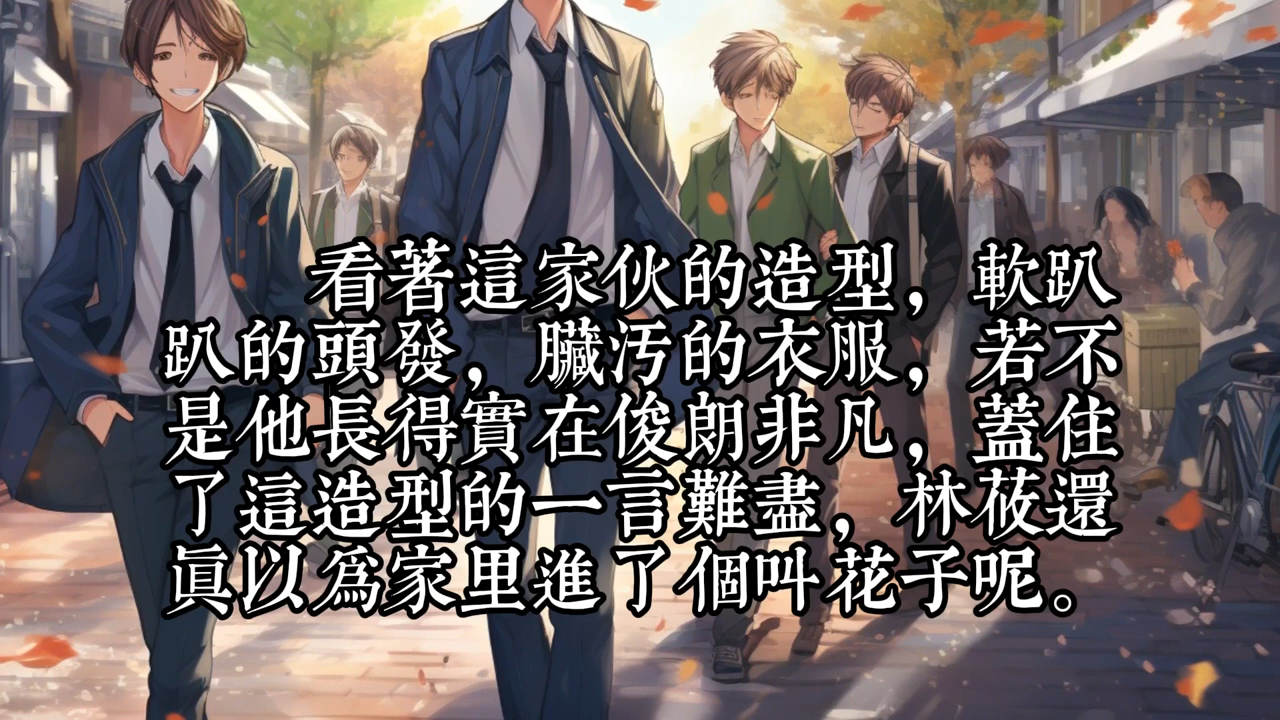 看著這家伙的造型，軟趴
趴的頭發，臟污的衣服，若不
是他長得實在俊朗非凡，蓋住
了這造型的一言難盡，林莜還
眞以爲家里進了個叫花子呢。